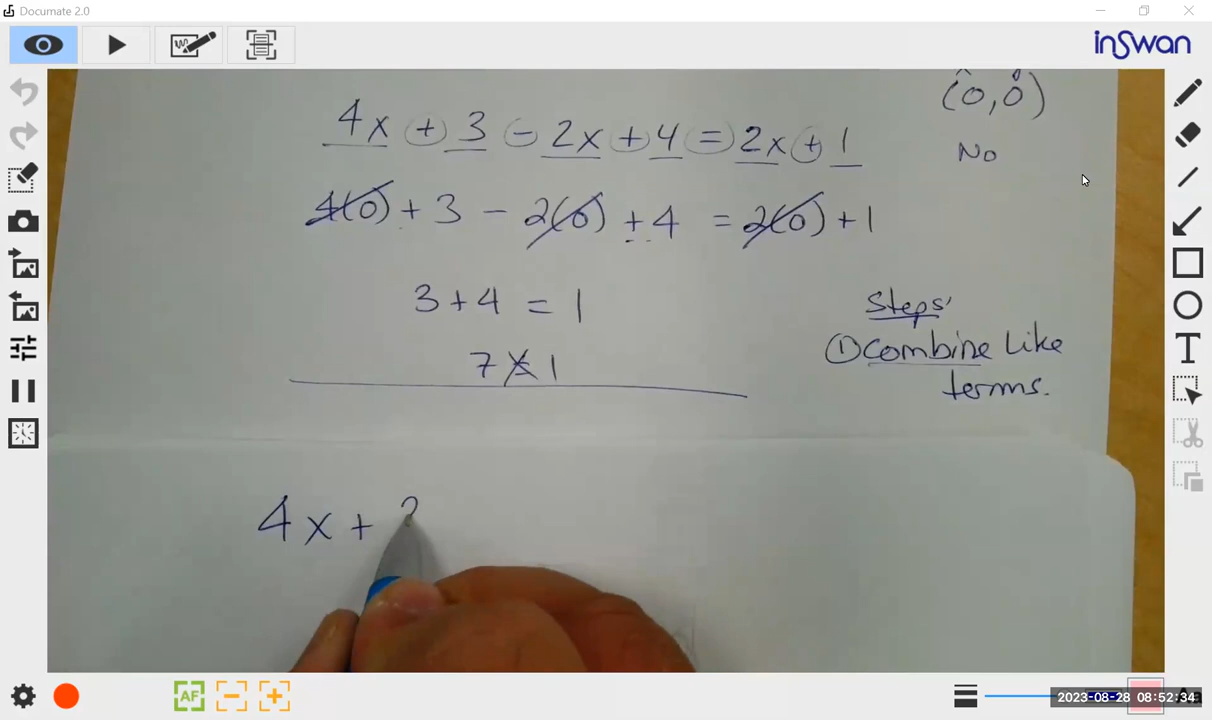 Documate 2.0
inSwan
(0,0)
4x + 3 - 2x + 4 = 2x + 1
No
4(0) + 3 - 2(0) + 4 = 2(0) + 1
3 + 4 = 1
Steps'
① Combine Like
terms.
7 ≠ 1
4x +
AF
2023-08-28 08:52:34